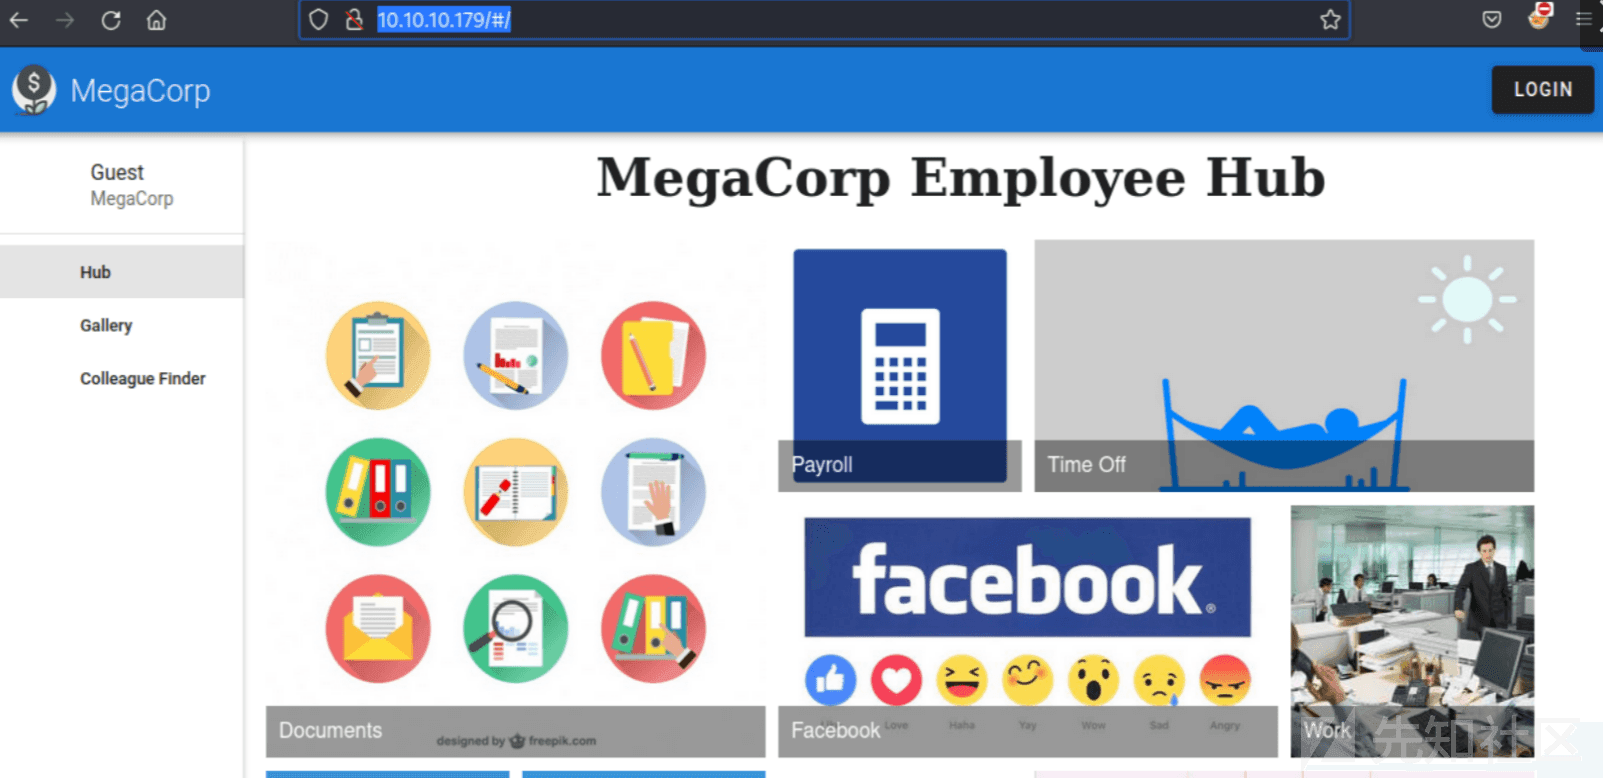 10.10.10.179/#/
$
MegaCorp
LOGIN
Guest
MegaCorp
Hub
Gallery
Colleague Finder
MegaCorp Employee Hub
Payroll
Time Off
facebook®
Love Haha Yay Wow Sad Angry
Documents
designed by freepik.com
Facebook
Work
先知社区